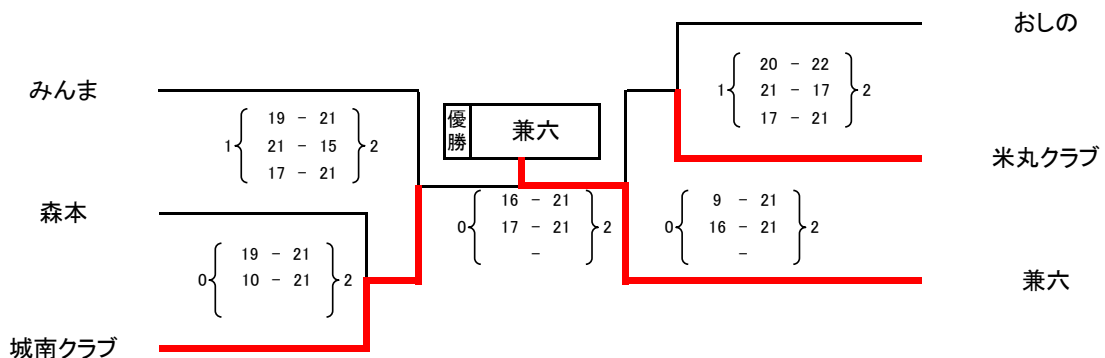 おしの
20 - 22
1 21 - 17 2
17 - 21
みんま
19 - 21
1 21 - 15 2
17 - 21
優勝
兼六
米丸クラブ
森本
16 - 21
0 17 - 21 2
-
9 - 21
0 16 - 21 2
-
19 - 21
0 10 - 21 2
兼六
城南クラブ